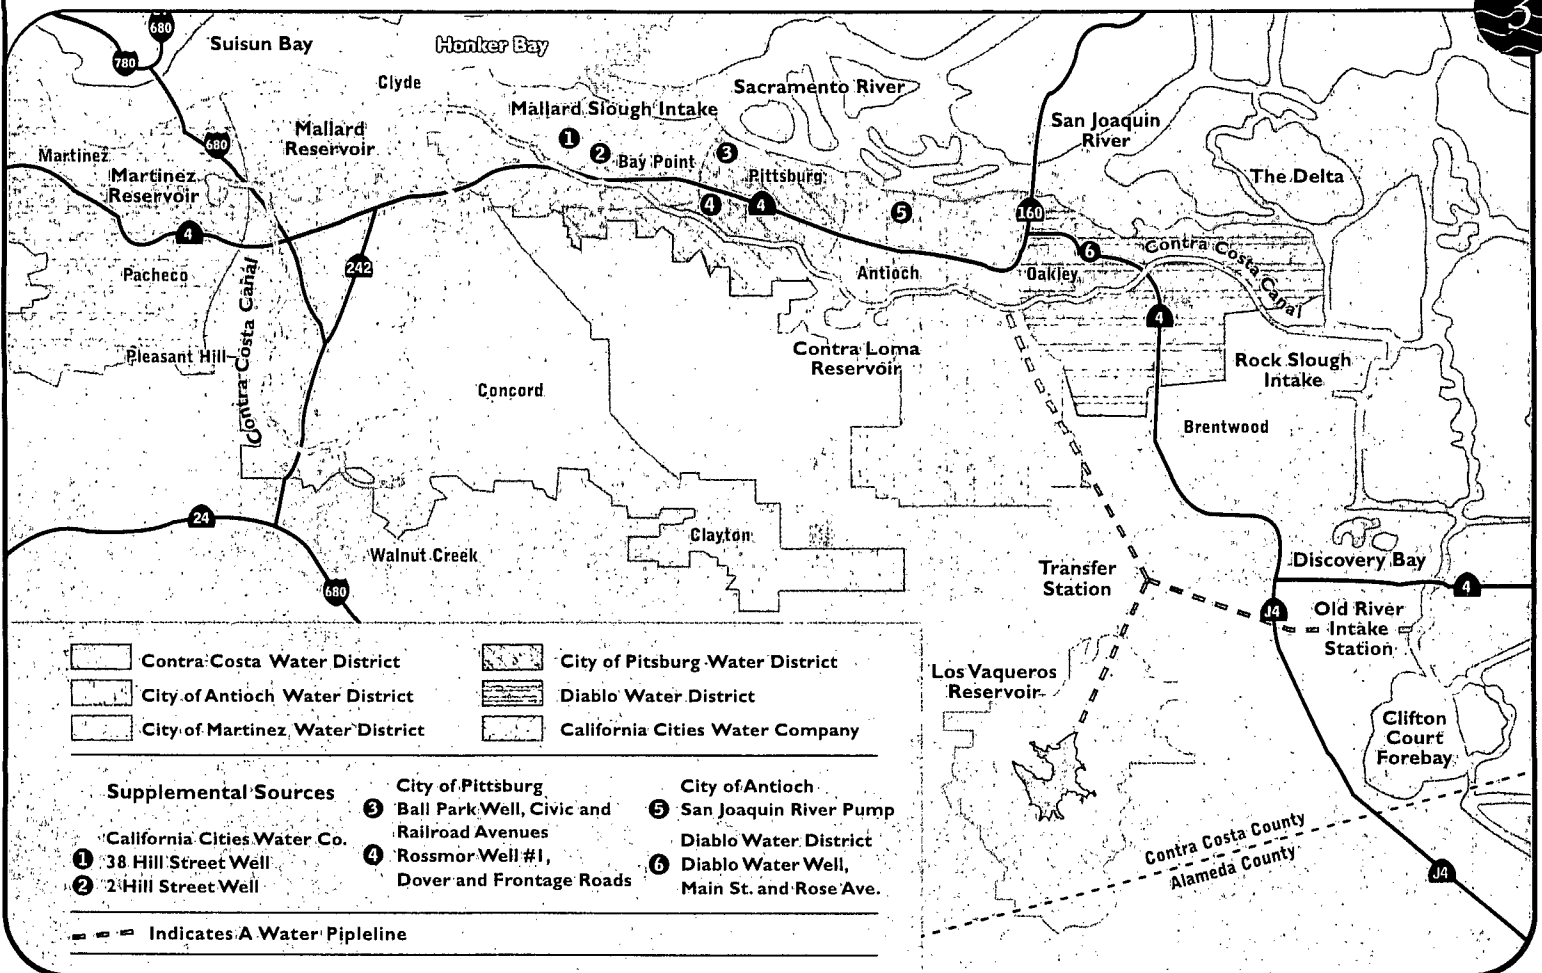 3
680
780
Suisun Bay
Honker Bay
Clyde
Sacramento River
Mallard Slough Intake
Mallard
Reservoir
680
San Joaquin
River
1
2
Bay Point
3
Martinez
Martinez
Reservoir
Pittsburg
The Delta
4
4
5
160
4
6
Contra Costa Canal
Pacheco
242
Antioch
Oakley
Contra Costa Canal
4
Pleasant Hill
Contra Loma
Reservoir
Rock Slough
Intake
Concord
Brentwood
24
Clayton
Walnut Creek
680
Transfer
Station
Discovery Bay
4
J4
Old River
Intake
Station
Los Vaqueros
Reservoir
Clifton
Court
Forebay
Contra Costa County
Alameda County
J4
Contra Costa Water District
City of Antioch Water District
City of Martinez Water District
City of Pitsburg Water District
Diablo Water District
California Cities Water Company
Supplemental Sources
California Cities Water Co.
1 38 Hill Street Well
2 2 Hill Street Well
City of Pittsburg
3 Ball Park Well, Civic and
Railroad Avenues
4 Rossmor Well #1,
Dover and Frontage Roads
City of Antioch
5 San Joaquin River Pump
Diablo Water District
6 Diablo Water Well,
Main St. and Rose Ave.
Indicates A Water Pipleline